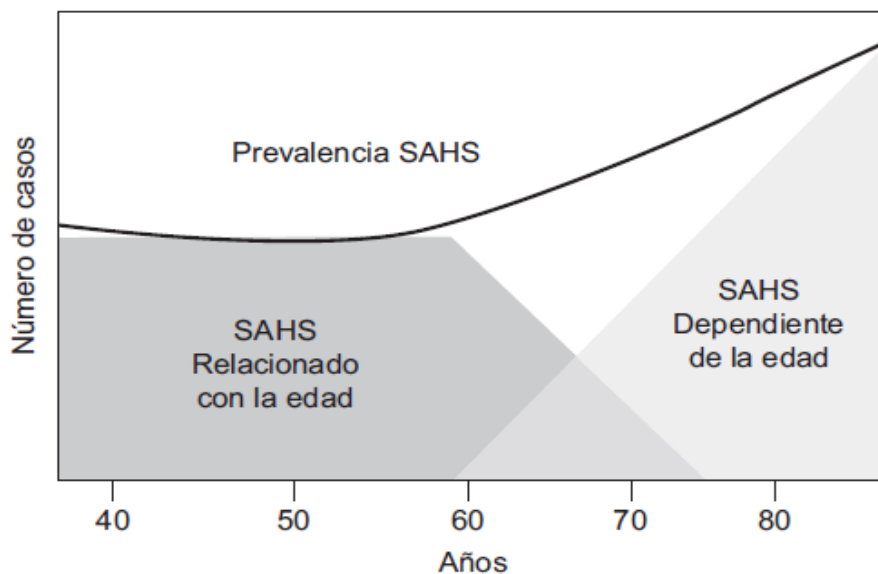 Número de casos
Prevalencia SAHS
SAHS
Relacionado
con la edad
SAHS
Dependiente
de la edad
40 50 60 70 80
Años